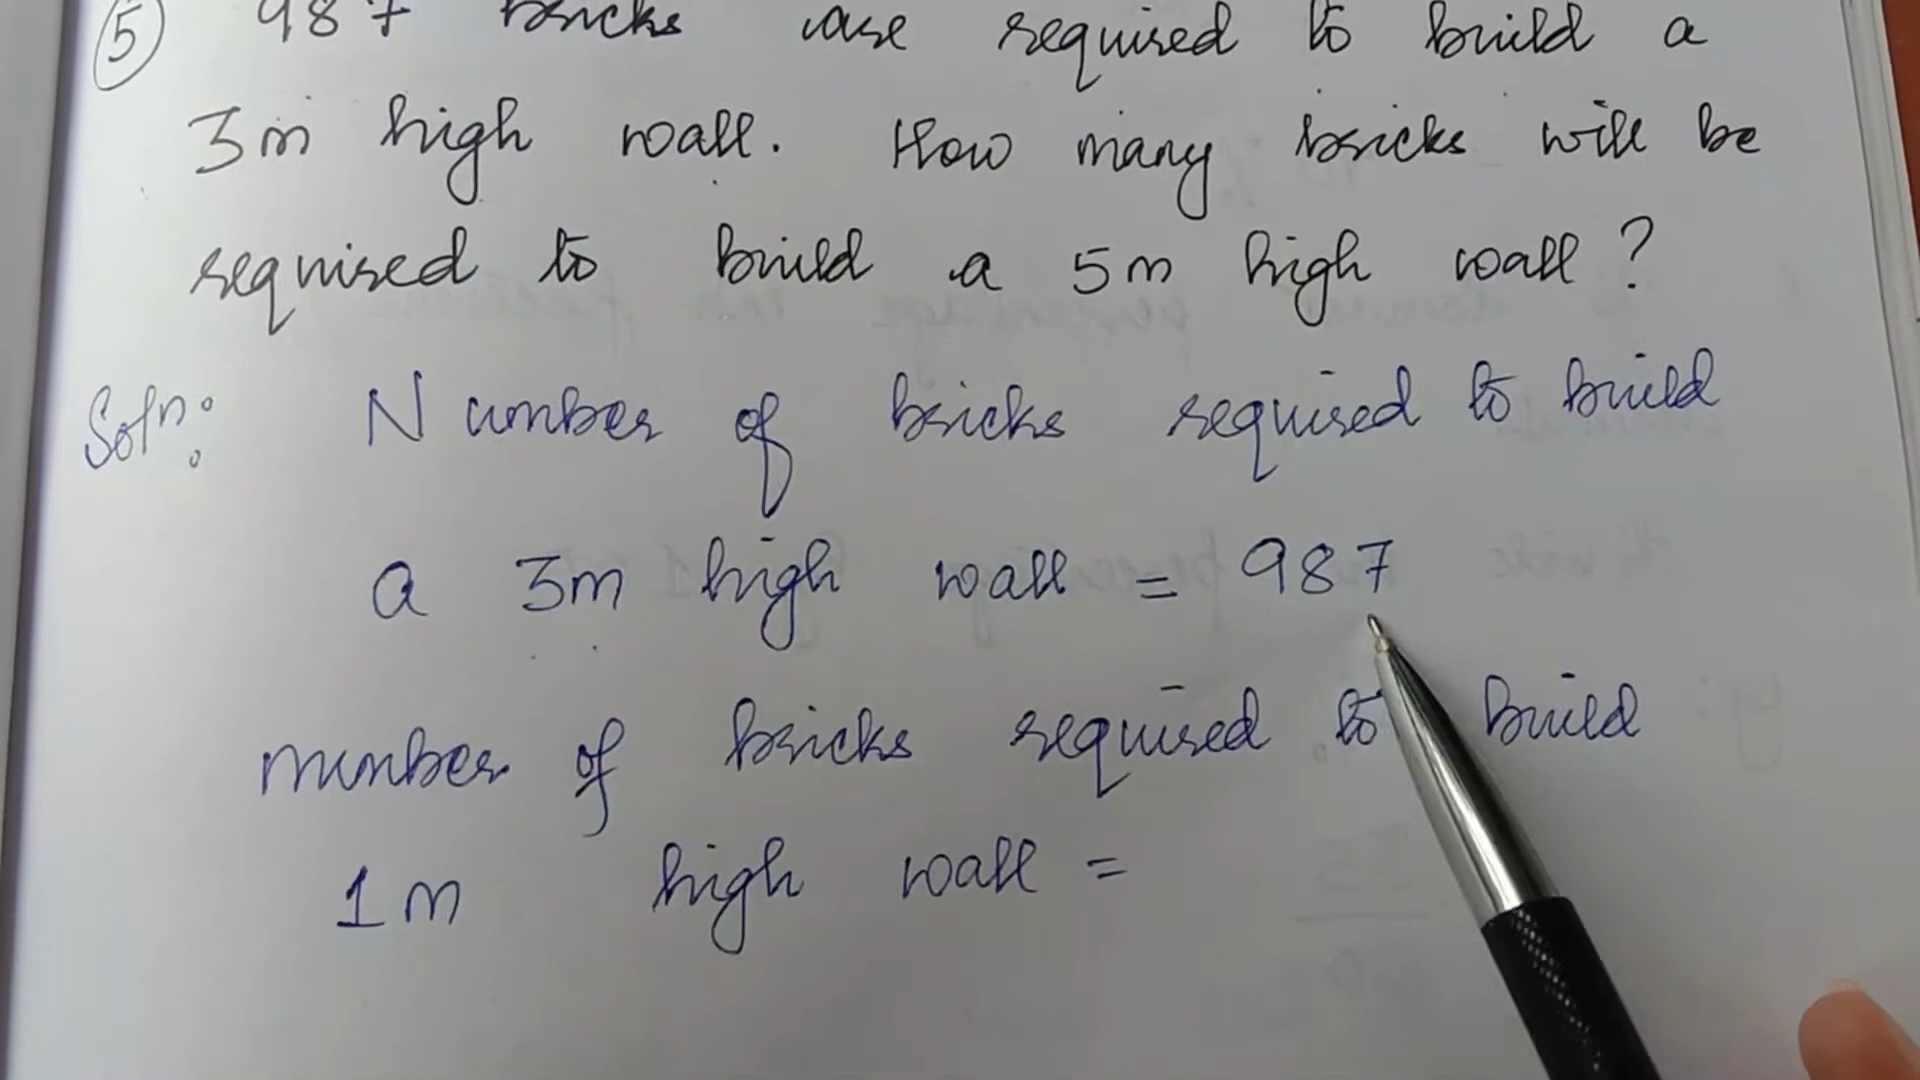 5 987 bricks are required to build a
3m high wall. How many bricks will be
required to build a 5m high wall?
Soln: Number of bricks required to build
a 3m high wall = 987
number of bricks required to build
1m high wall =